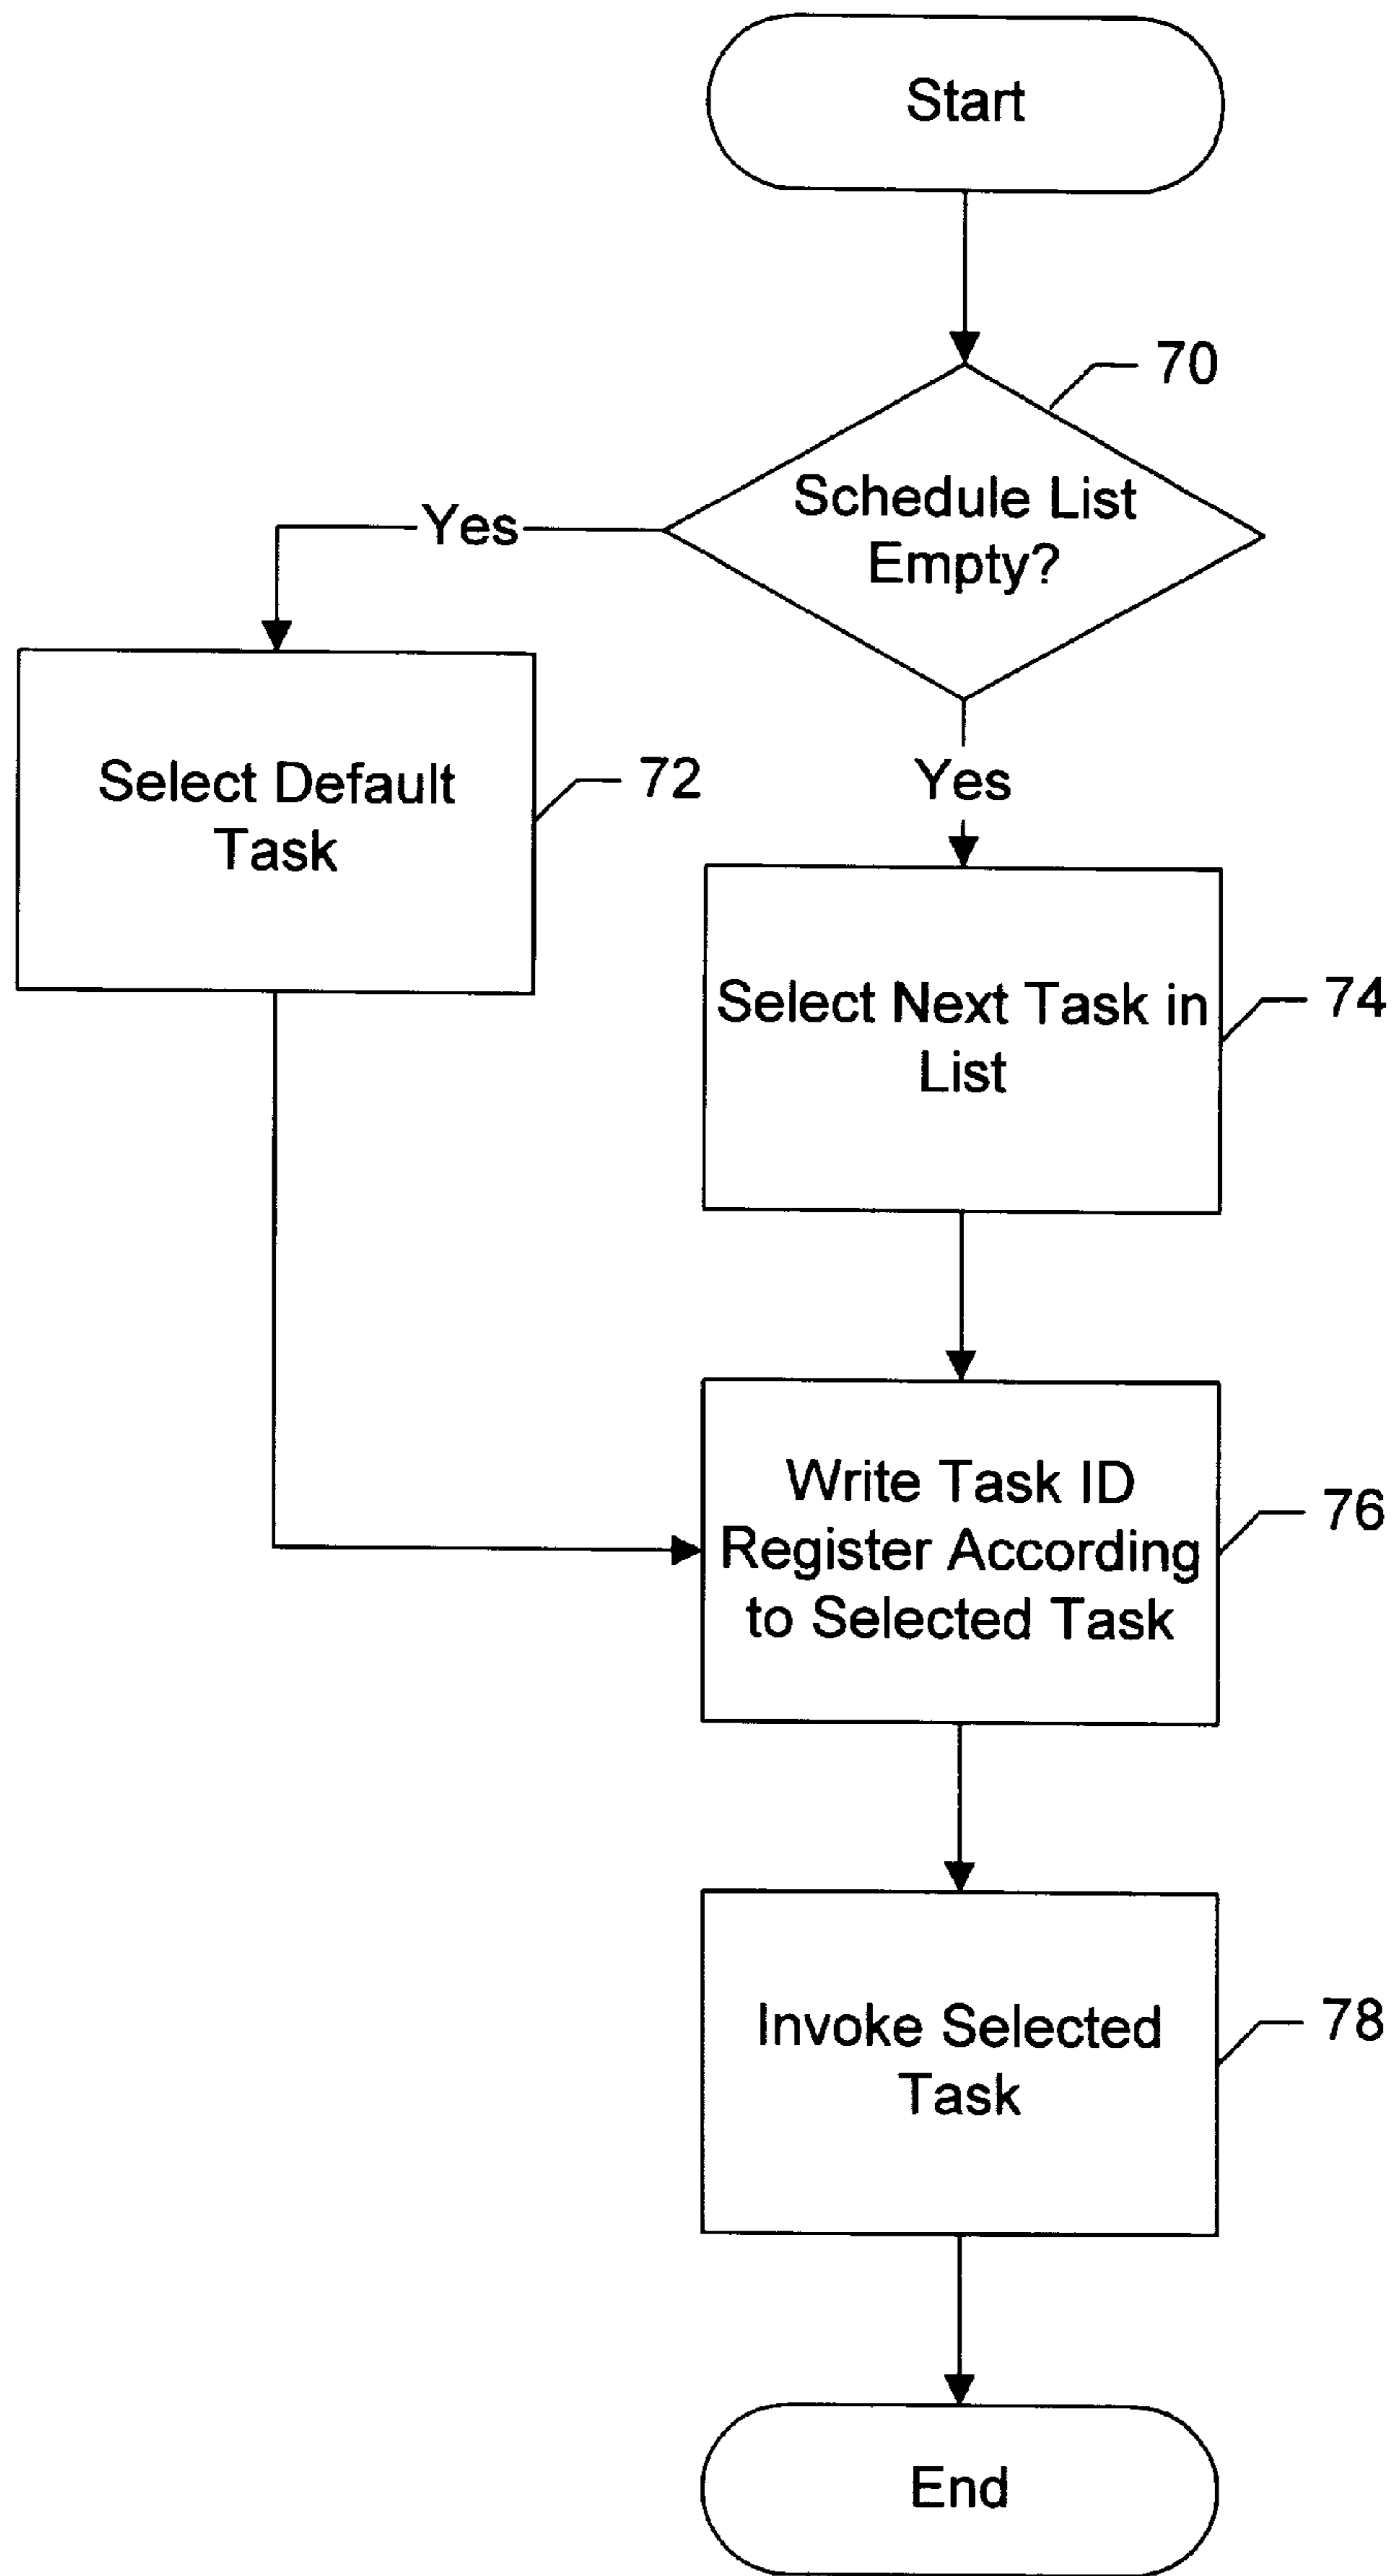 Start
70
Schedule List
Empty?
Yes
Select Default
Task
72
Yes
Select Next Task in
List
74
Write Task ID
Register According
to Selected Task
76
Invoke Selected
Task
78
End